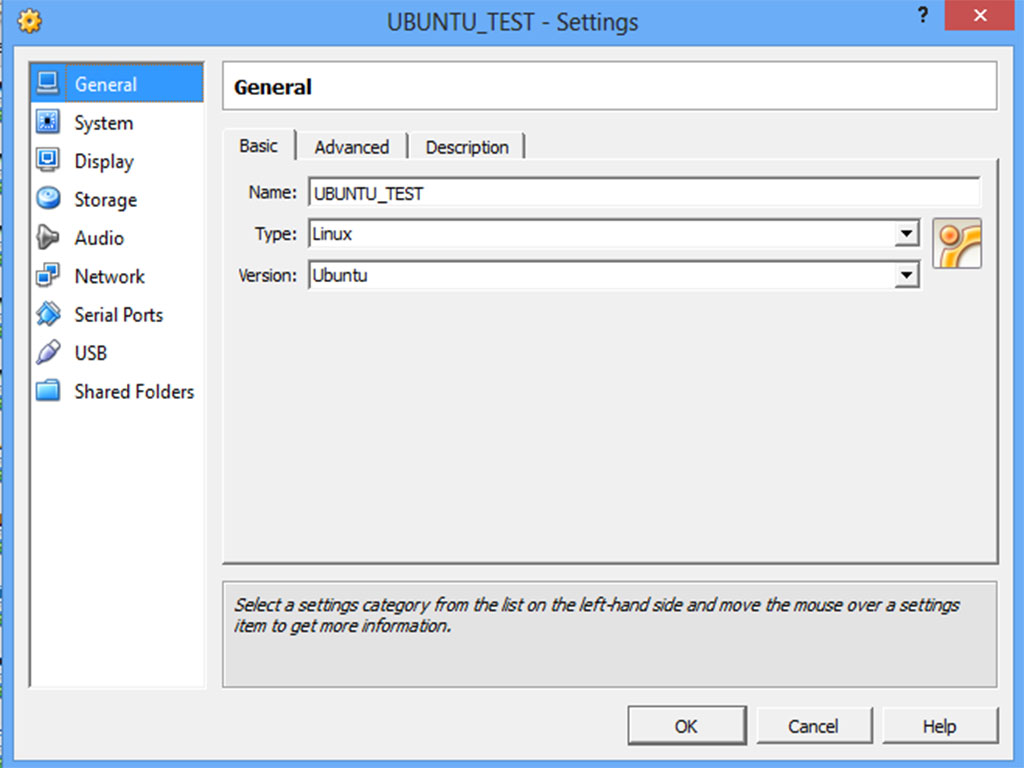 UBUNTU_TEST - Settings
?
General
System
Display
Storage
Audio
Network
Serial Ports
USB
Shared Folders
General
Basic
Advanced
Description
Name: UBUNTU_TEST
Type: Linux
Version: Ubuntu
Select a settings category from the list on the left-hand side and move the mouse over a settings
item to get more information.
OK
Cancel
Help